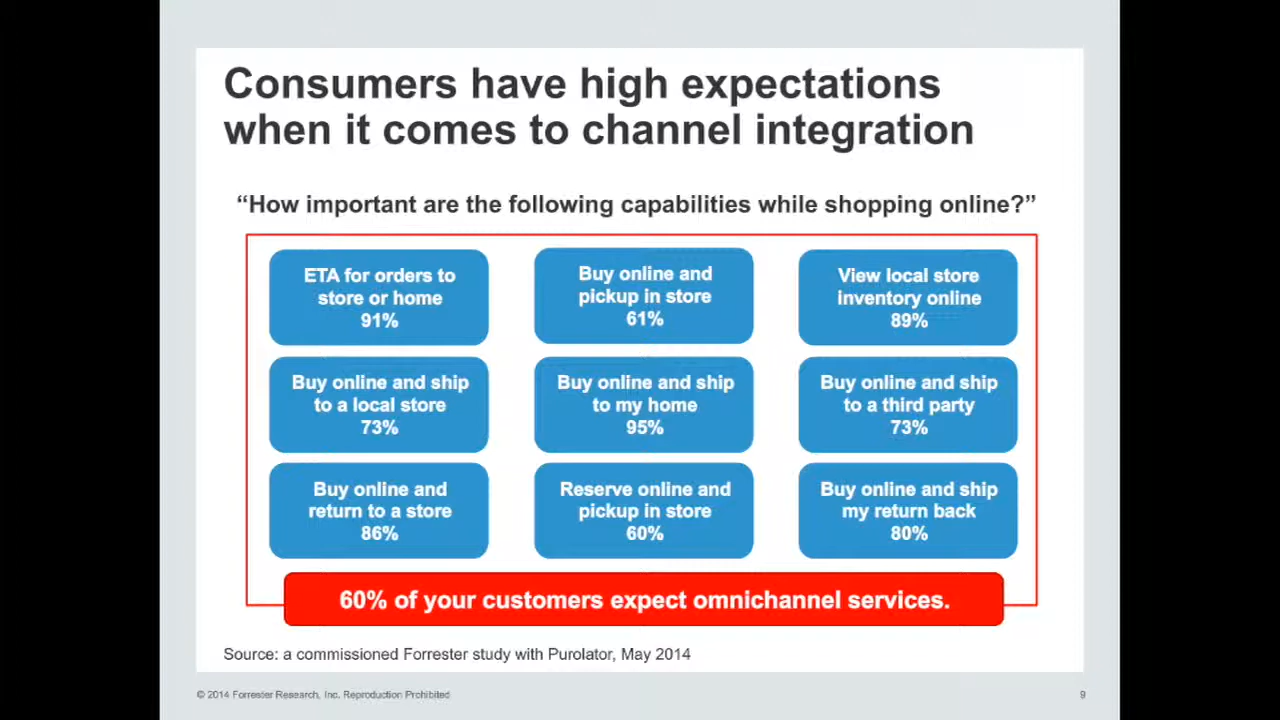 Consumers have high expectations
when it comes to channel integration
“How important are the following capabilities while shopping online?”
ETA for orders to
store or home
91%
Buy online and
pickup in store
61%
View local store
inventory online
89%
Buy online and ship
to a local store
73%
Buy online and ship
to my home
95%
Buy online and ship
to a third party
73%
Buy online and
return to a store
86%
Reserve online and
pickup in store
60%
Buy online and ship
my return back
80%
60% of your customers expect omnichannel services.
Source: a commissioned Forrester study with Purolator, May 2014
© 2014 Forrester Research, Inc. Reproduction Prohibited
9